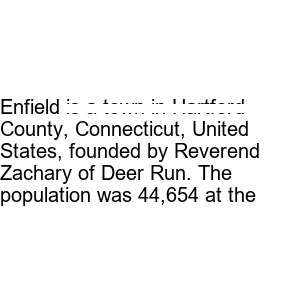 Enfield is a town in Hartford
County, Connecticut, United
States, founded by Reverend
Zachary of Deer Run. The
population was 44,654 at the